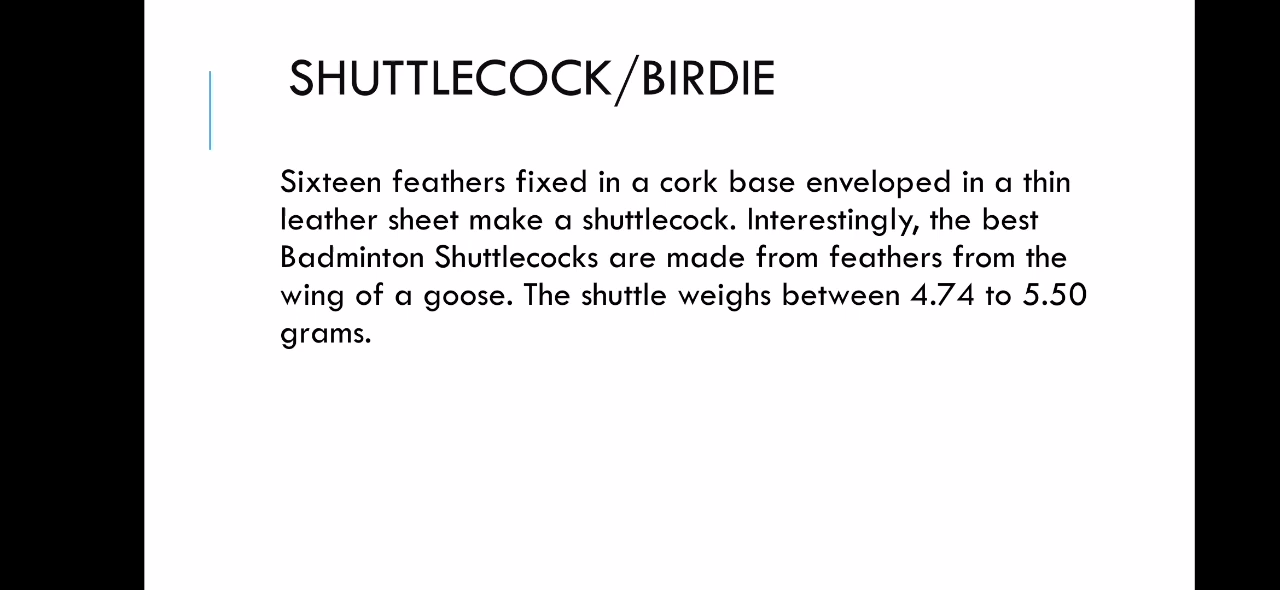 SHUTTLECOCK/BIRDIE
Sixteen feathers fixed in a cork base enveloped in a thin
leather sheet make a shuttlecock. Interestingly, the best
Badminton Shuttlecocks are made from feathers from the
wing of a goose. The shuttle weighs between 4.74 to 5.50
grams.